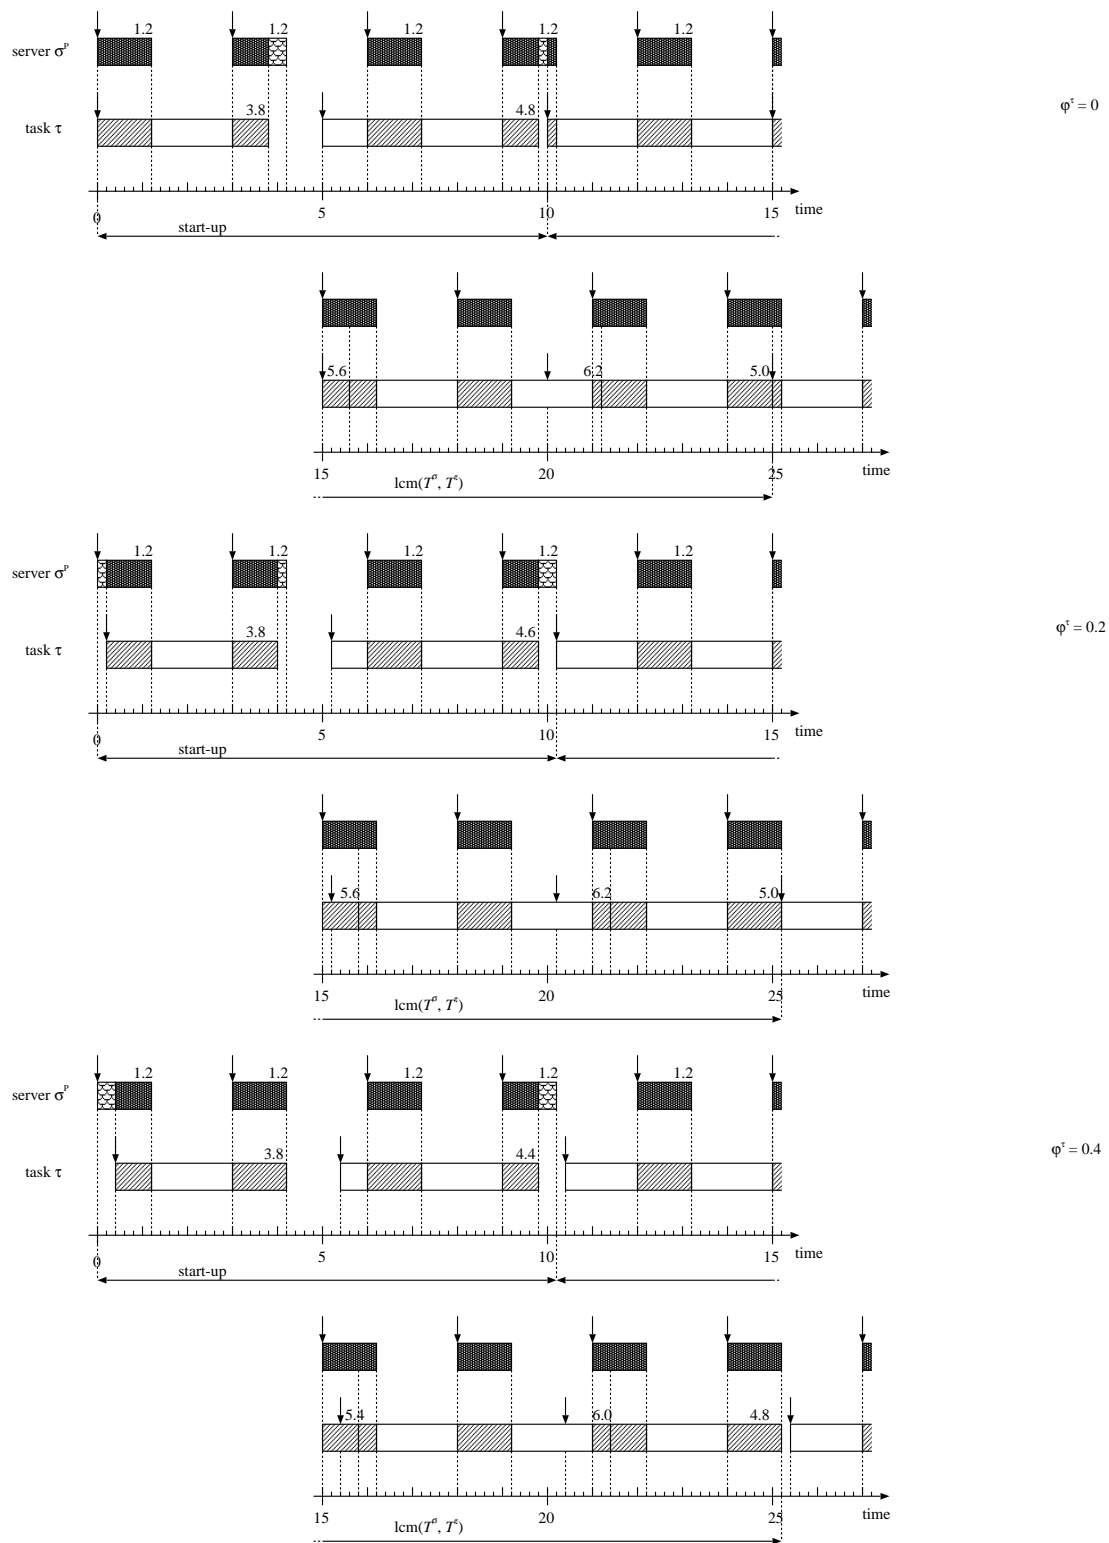 1.2 1.2 1.2 1.2 1.2
server σᴾ
φᵗ = 0
3.8 4.8
task τ
0 5 10 15 time
start-up
5.6 6.2 5.0
15 20 25 time
lcm(Tᵟ, Tᵗ)
1.2 1.2 1.2 1.2 1.2
server σᴾ
φᵗ = 0.2
3.8 4.6
task τ
0 5 10 15 time
start-up
5.6 6.2 5.0
15 20 25 time
lcm(Tᵟ, Tᵗ)
1.2 1.2 1.2 1.2 1.2
server σᴾ
φᵗ = 0.4
3.8 4.4
task τ
0 5 10 15 time
start-up
5.4 6.0 4.8
15 20 25 time
lcm(Tᵟ, Tᵗ)